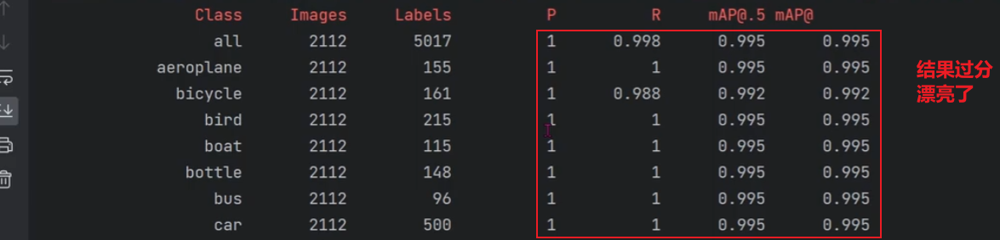 Class Images Labels P R mAP@.5 mAP@
all 2112 5017 1 0.998 0.995 0.995
aeroplane 2112 155 1 1 0.995 0.995
bicycle 2112 161 1 0.988 0.992 0.992
bird 2112 215 1 1 0.995 0.995
boat 2112 115 1 1 0.995 0.995
bottle 2112 148 1 1 0.995 0.995
bus 2112 96 1 1 0.995 0.995
car 2112 500 1 1 0.995 0.995
结果过分
漂亮了